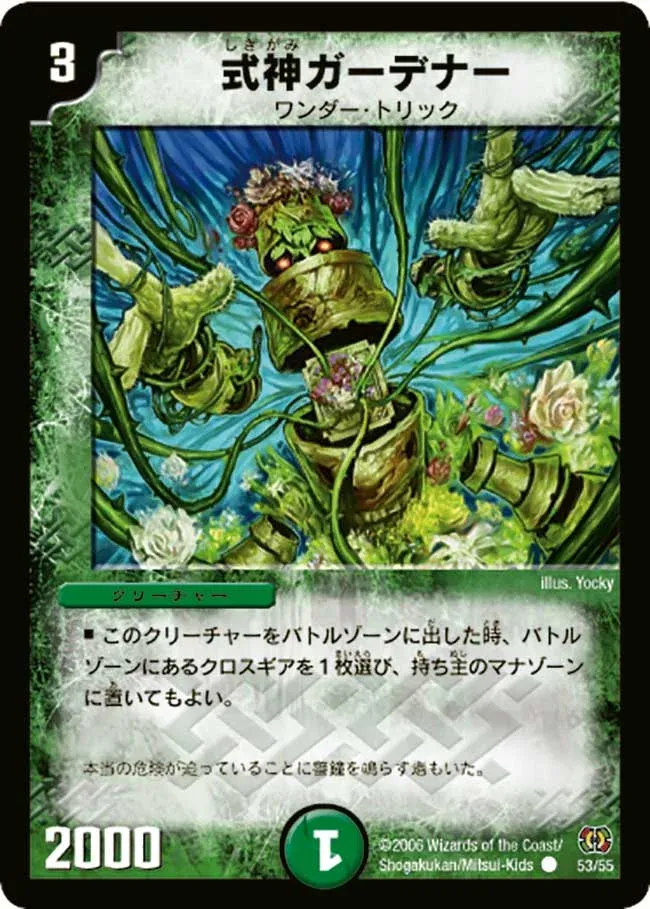 3
しきがみ
式神ガーデナー
ワンダー・トリック
illus. Yocky
クリーチャー
■ このクリーチャーをバトルゾーンに出した時、バトル
ゾーンにあるクロスギアを1枚選び、持ち主のマナゾーン
に置いてもよい。
本当の危険が迫っていることに警鐘を鳴らす者もいた。
2000
1
©2006 Wizards of the Coast/
Shogakukan/Mitsui-Kids
53/55